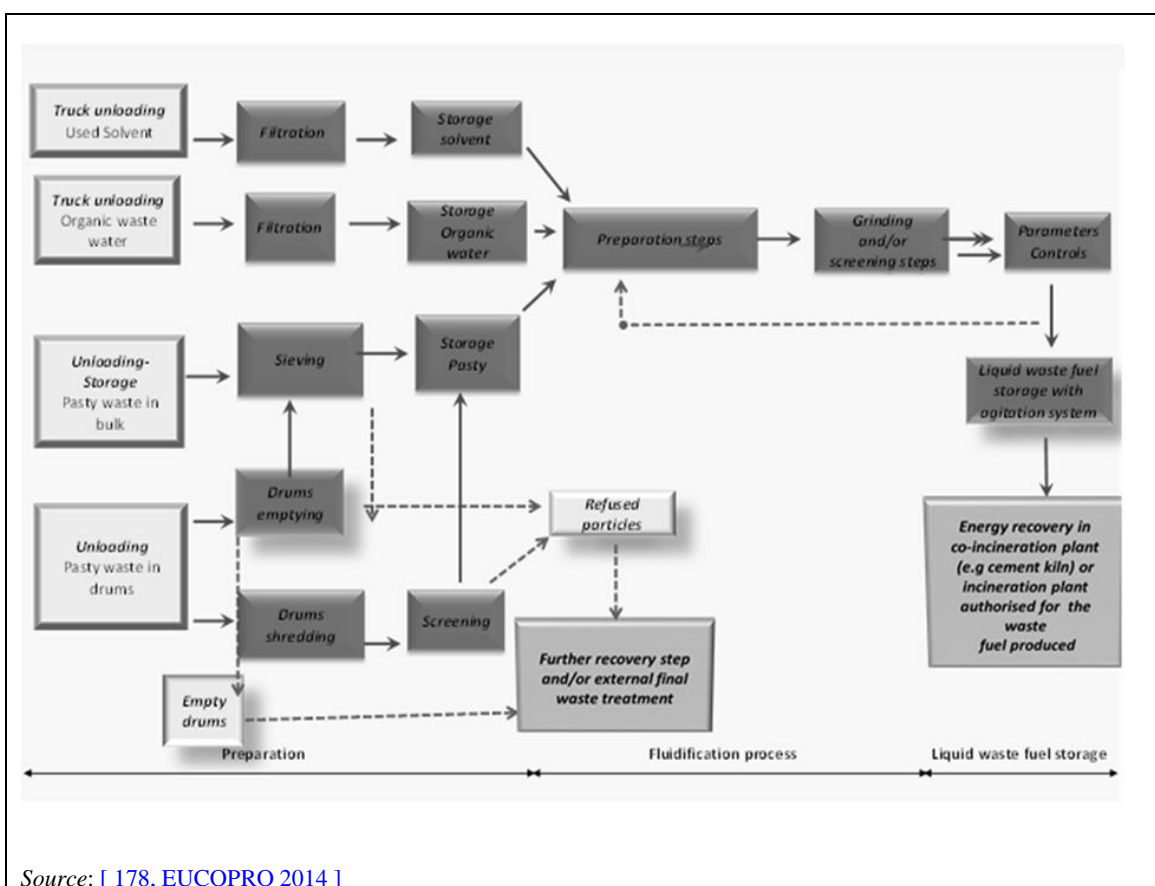 Truck unloading
Used Solvent
Filtration
Storage
solvent
Truck unloading
Organic waste
water
Filtration
Storage
Organic
water
Preparation steps
Grinding
and/or
screening steps
Parameters
Controls
Unloading-
Storage
Pasty waste in
bulk
Sieving
Storage
Pasty
Liquid waste fuel
storage with
agitation system
Unloading
Pasty waste in
drums
Drums
emptying
Refused
particles
Drums
shredding
Screening
Energy recovery in
co-incineration plant
(e.g cement kiln) or
incineration plant
authorised for the
waste
fuel produced
Further recovery step
and/or external final
waste treatment
Empty
drums
Preparation
Fluidification process
Liquid waste fuel storage
Source: [ 178, EUCOPRO 2014 ]